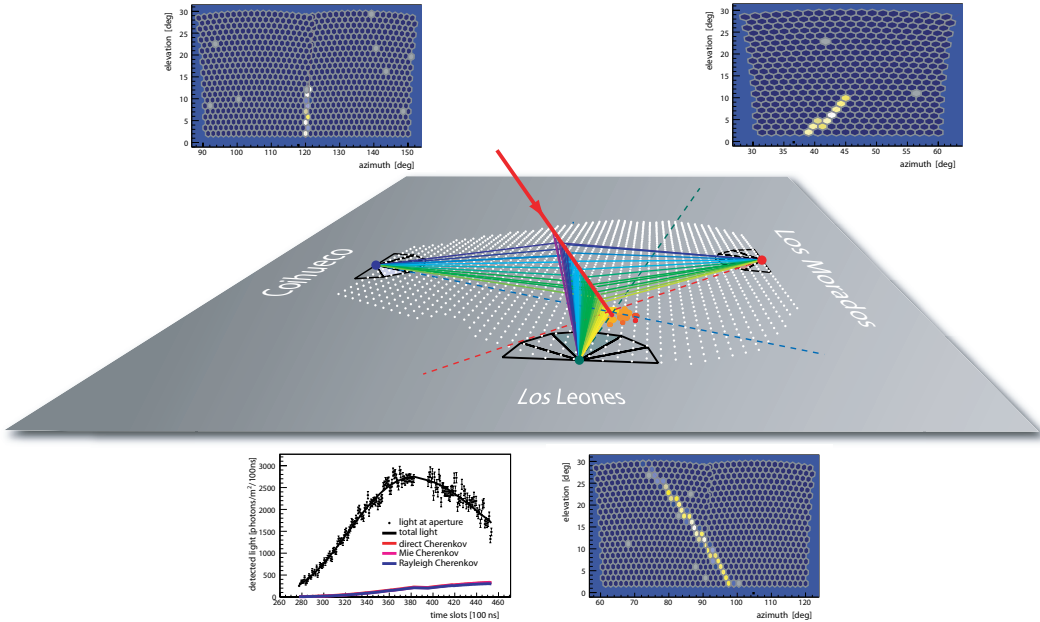 elevation [deg]
30
25
20
15
10
5
0
90 100 110 120 130 140 150
azimuth [deg]
elevation [deg]
30
25
20
15
10
5
0
30 35 40 45 50 55 60
azimuth [deg]
Coihueco
Los Morados
Los Leones
detected light [photons/m²/100ns]
3000
2500
2000
1500
1000
500
0
light at aperture
total light
direct Cherenkov
Mie Cherenkov
Rayleigh Cherenkov
260 280 300 320 340 360 380 400 420 440 460
time slots [100 ns]
elevation [deg]
30
25
20
15
10
5
0
60 70 80 90 100 110 120
azimuth [deg]